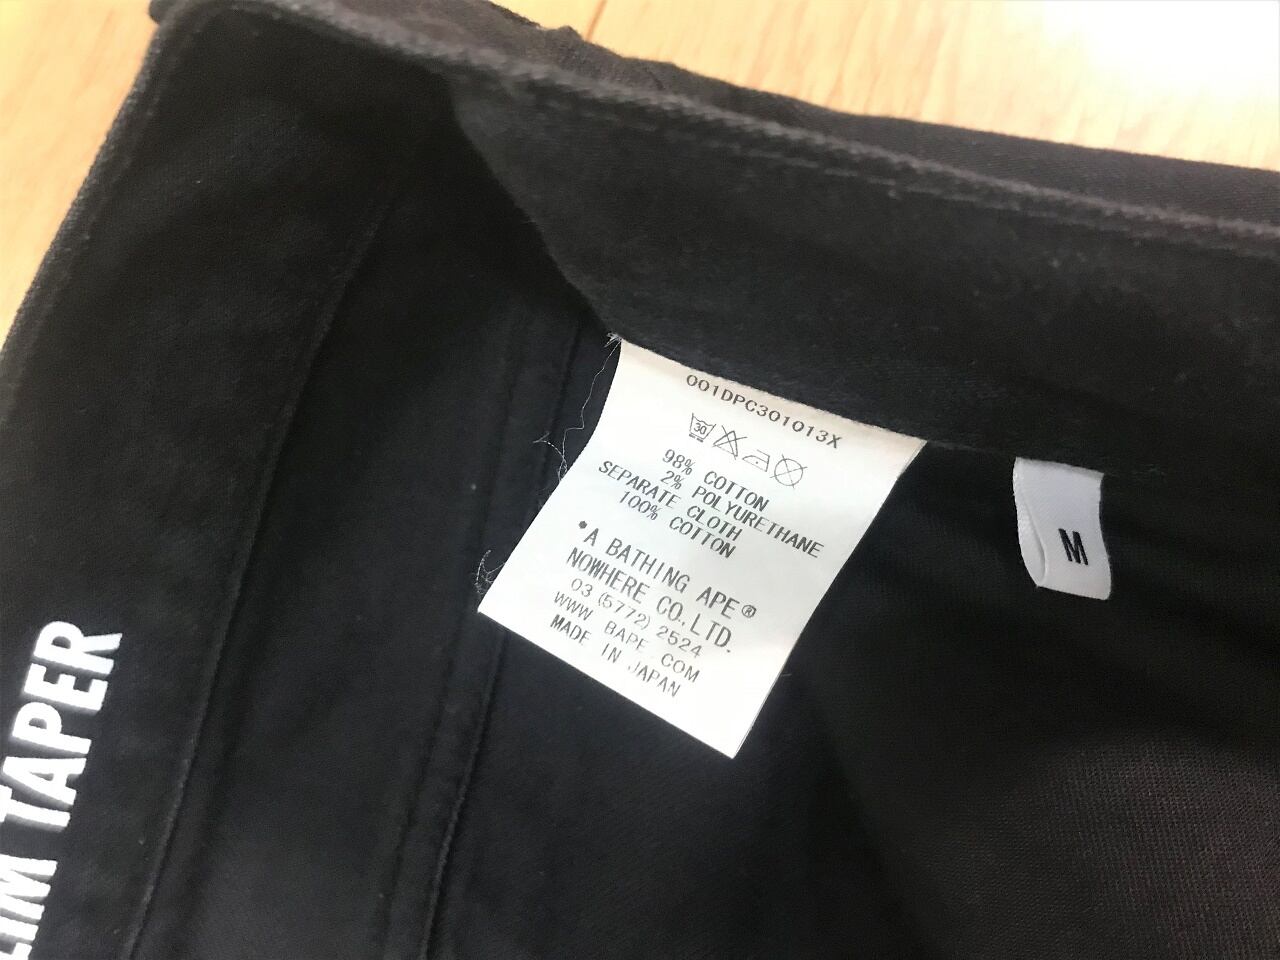 001DPC301013X
30
98% COTTON
2% POLYURETHANE
SEPARATE CLOTH
100% COTTON
*A BATHING APE®
NOWHERE CO.,LTD.
03 (5772) 2524
WWW BAPE.COM
MADE IN JAPAN
M
LIM TAPER